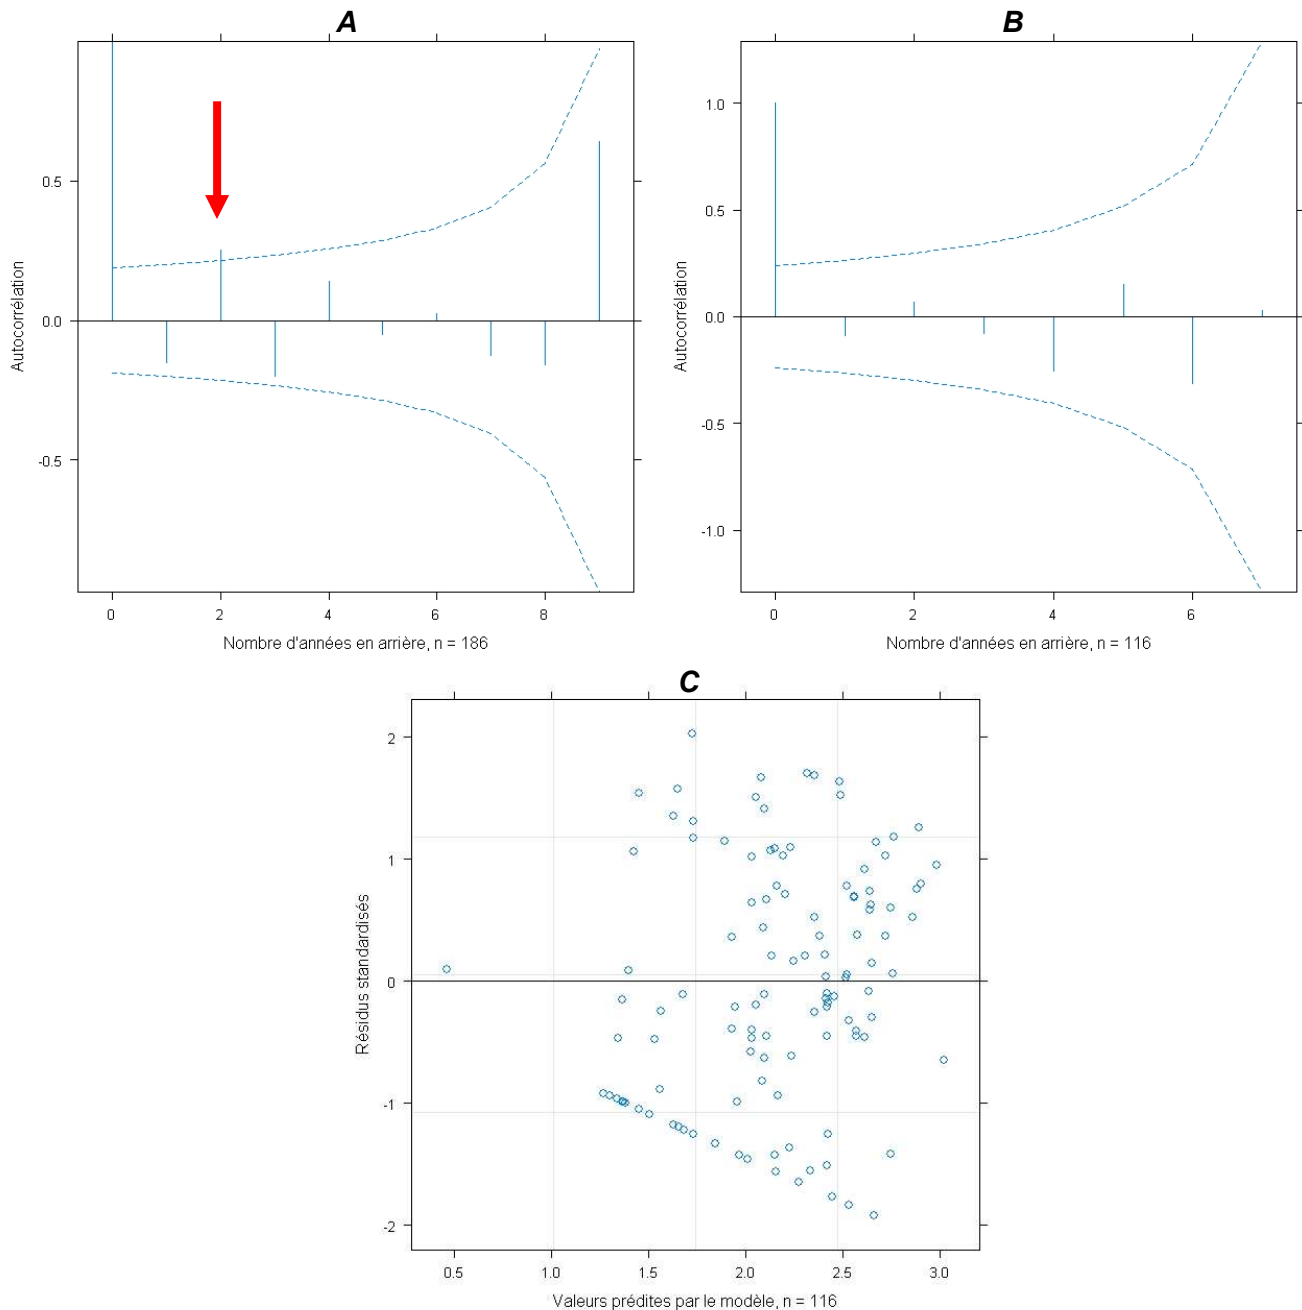 A
B
0.5
0.0
-0.5
Autocorrélation
0 2 4 6 8
Nombre d'années en arrière, n = 186
1.0
0.5
0.0
-0.5
-1.0
Autocorrélation
0 2 4 6
Nombre d'années en arrière, n = 116
C
2
1
0
-1
-2
Résidus standardisés
0.5 1.0 1.5 2.0 2.5 3.0
Valeurs prédites par le modèle, n = 116